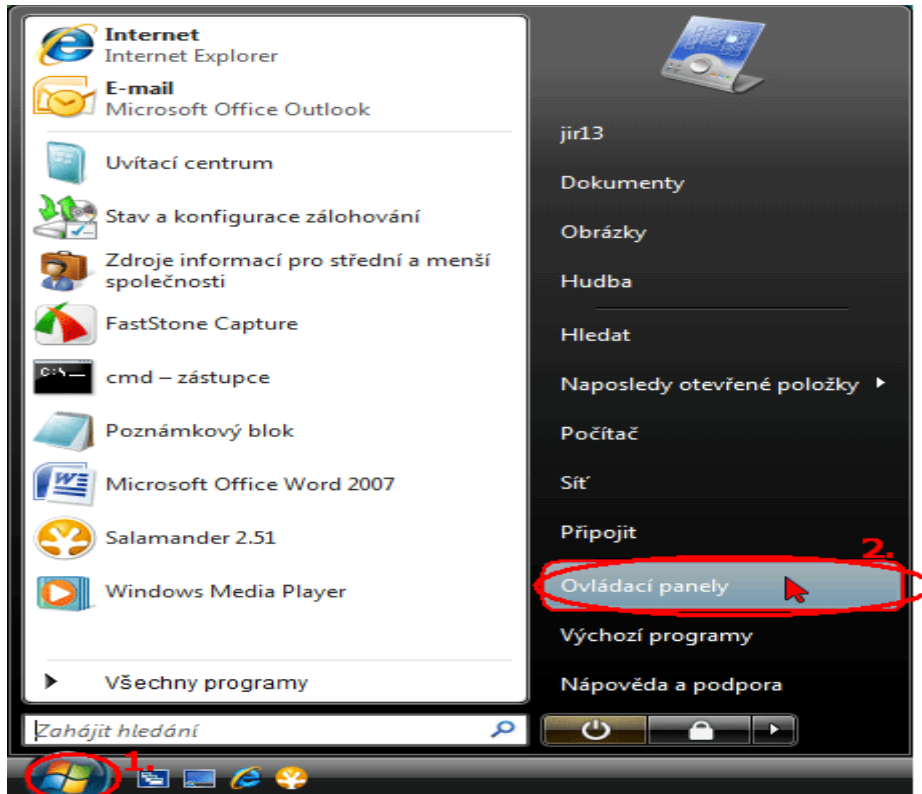 Internet
Internet Explorer
E-mail
Microsoft Office Outlook
Uvítací centrum
Stav a konfigurace zálohování
Zdroje informací pro střední a menší
společnosti
FastStone Capture
C:\
cmd – zástupce
Poznámkový blok
Microsoft Office Word 2007
Salamander 2.51
Windows Media Player
Všechny programy
Zahájit hledání
1.
jir13
Dokumenty
Obrázky
Hudba
Hledat
Naposledy otevřené položky
Počítač
Síť
Připojit
2.
Ovládací panely
Výchozí programy
Nápověda a podpora